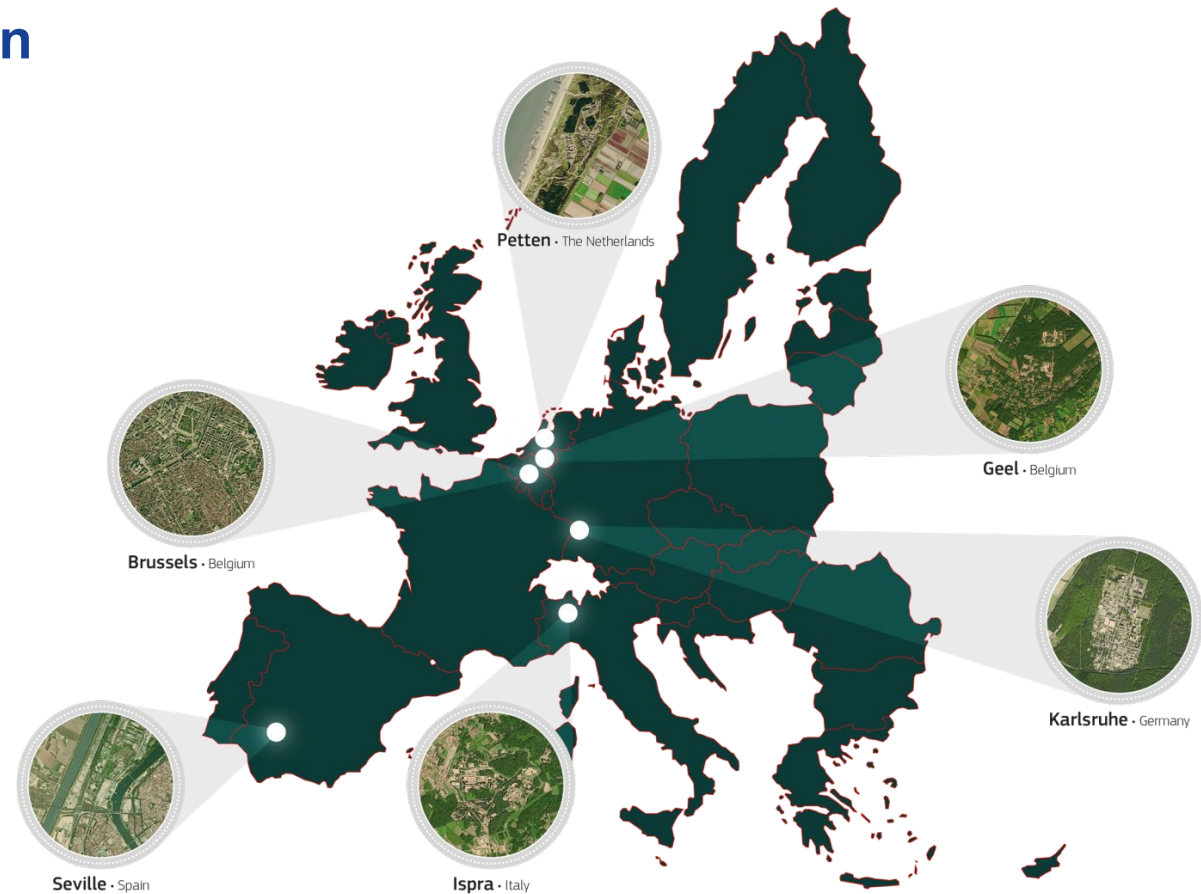 n
Petten · The Netherlands
Geel · Belgium
Brussels · Belgium
Karlsruhe · Germany
Seville · Spain
Ispra · Italy